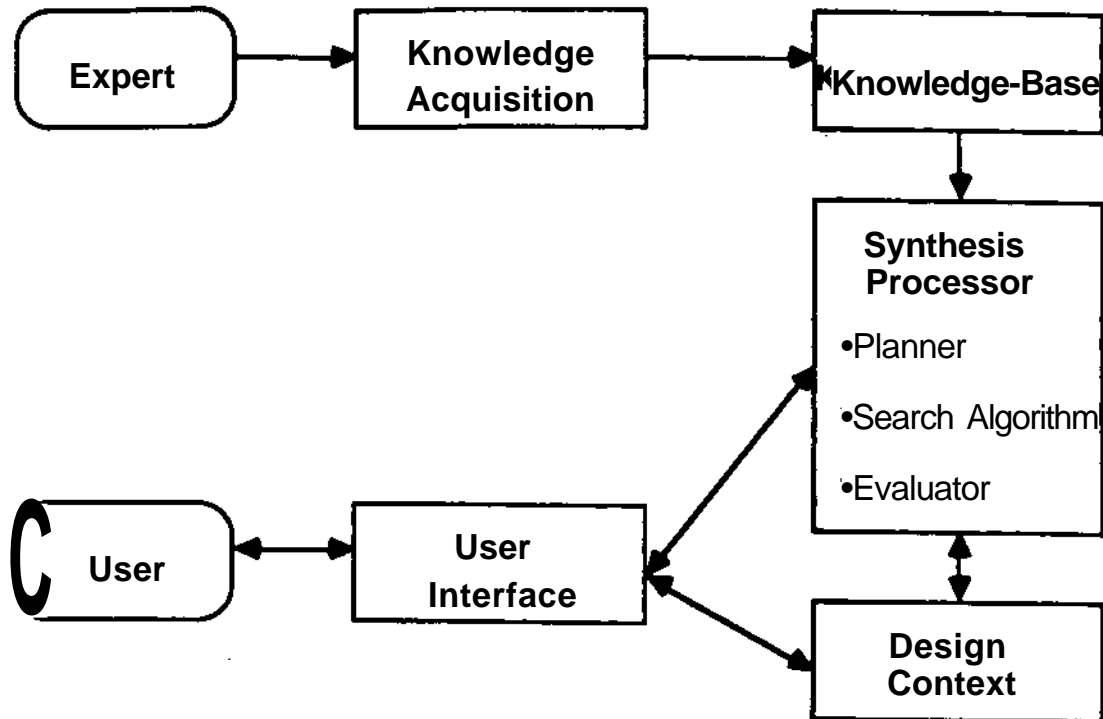 Expert
Knowledge
Acquisition
Knowledge-Base
Synthesis
Processor
•Planner
•Search Algorithm
•Evaluator
User
User
Interface
Design
Context